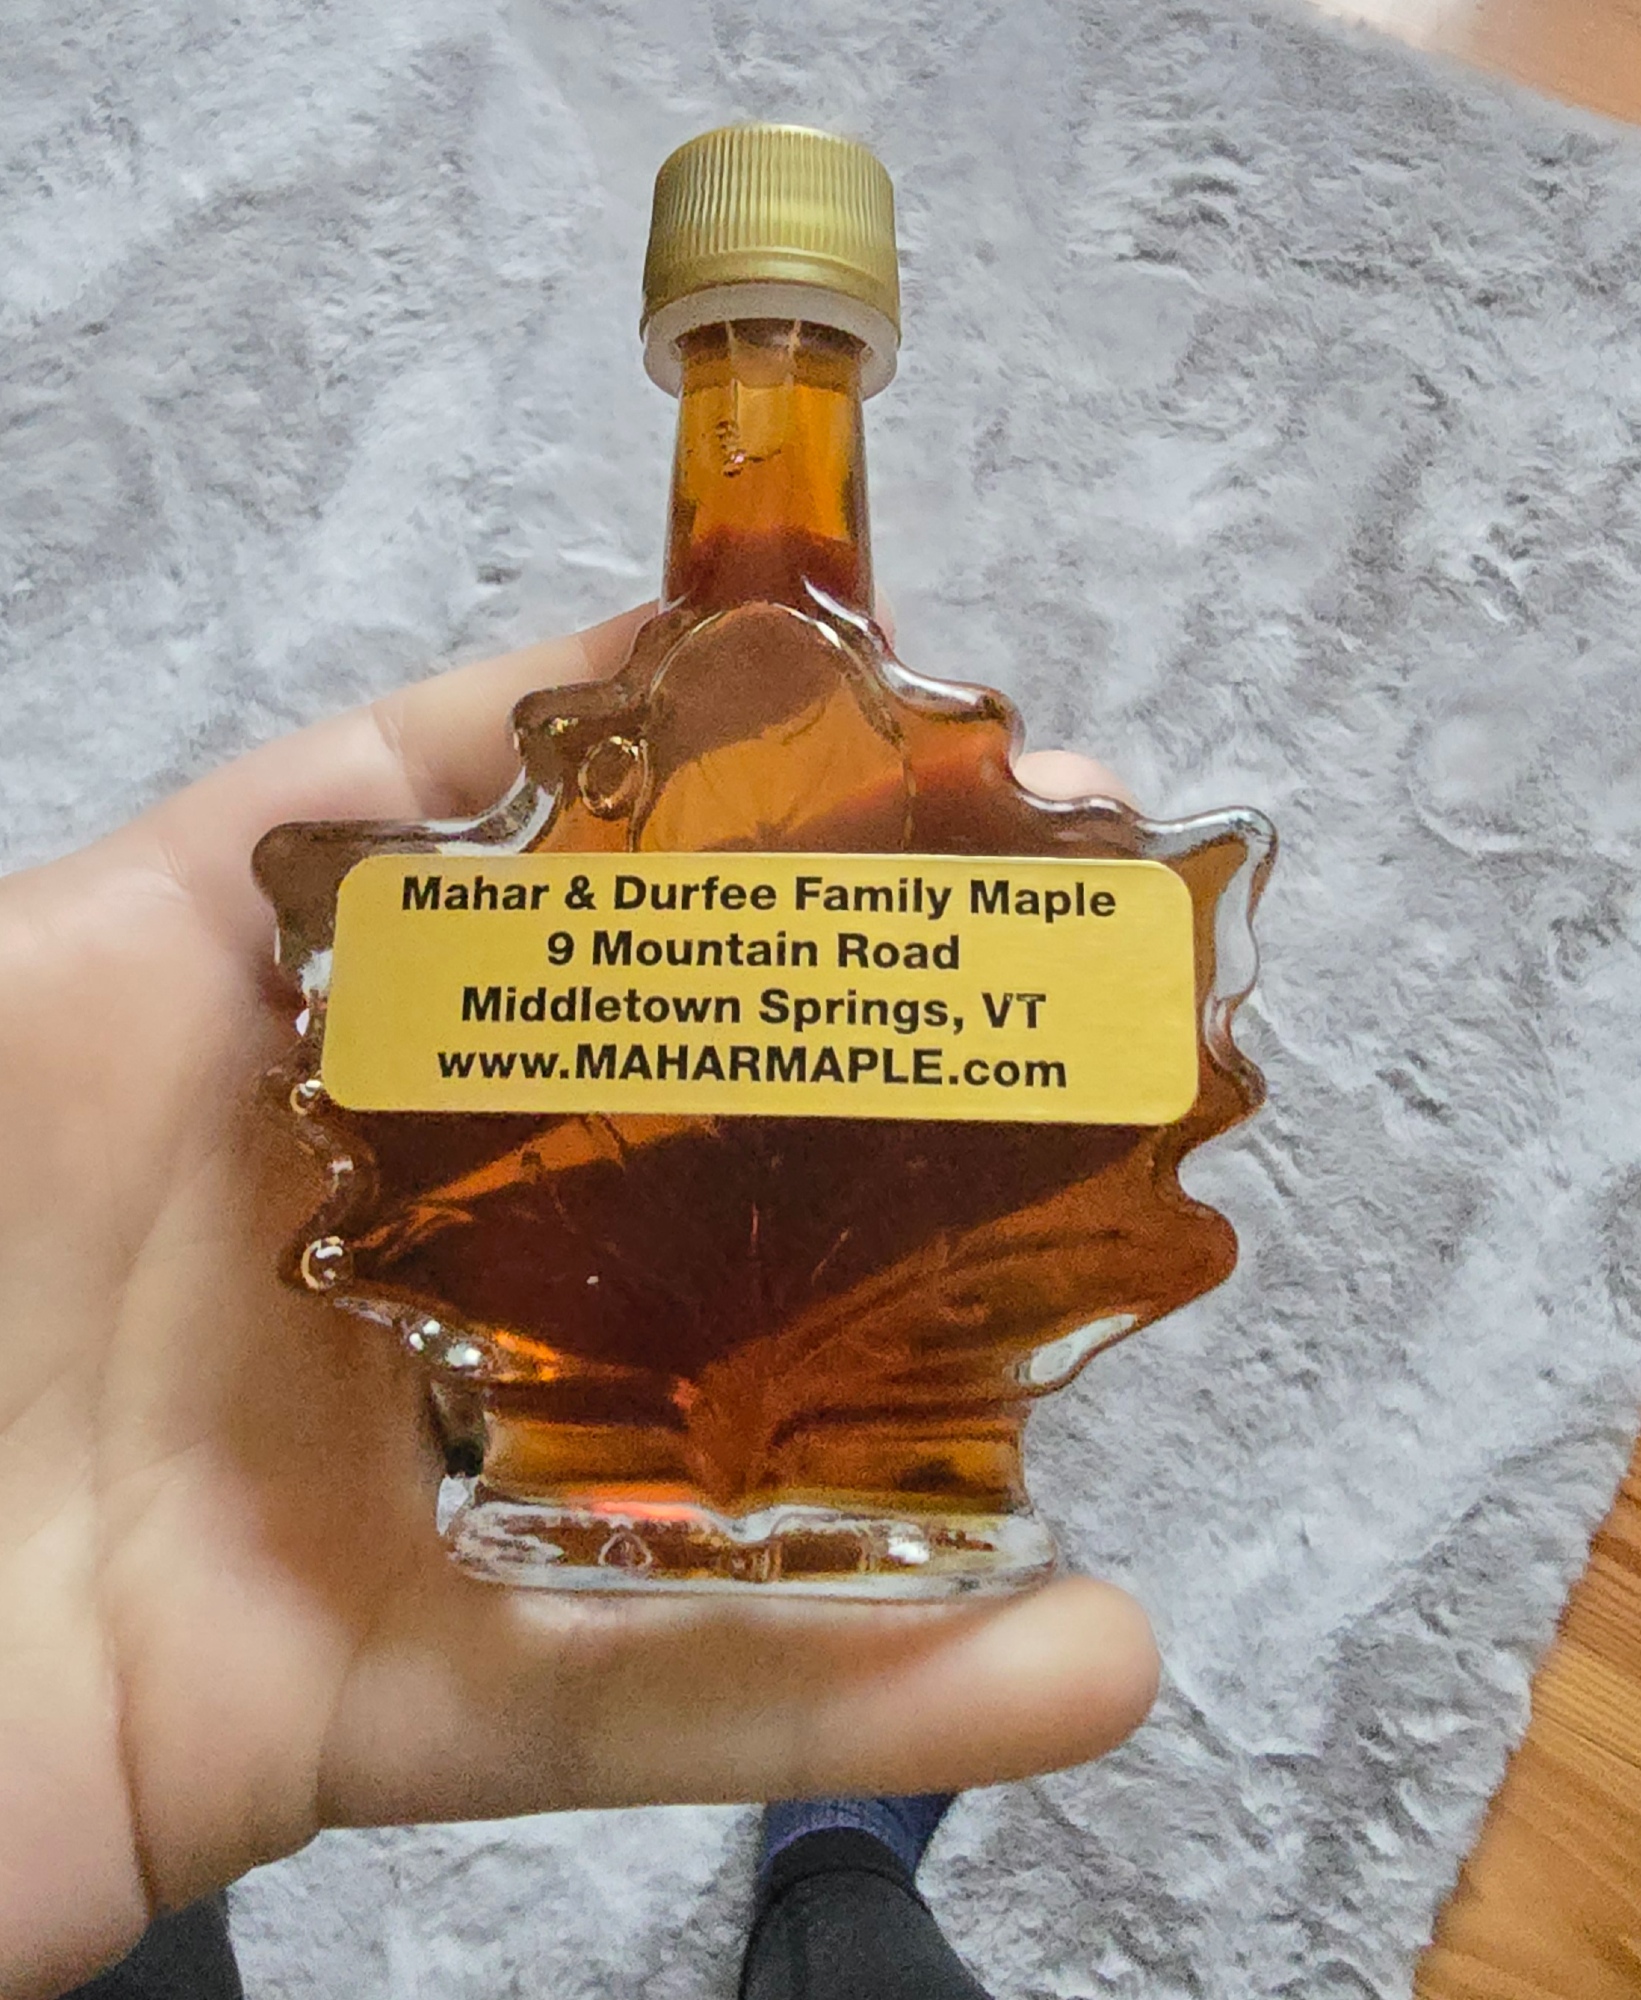 Mahar & Durfee Family Maple
9 Mountain Road
Middletown Springs, VT
www.MAHARMAPLE.com